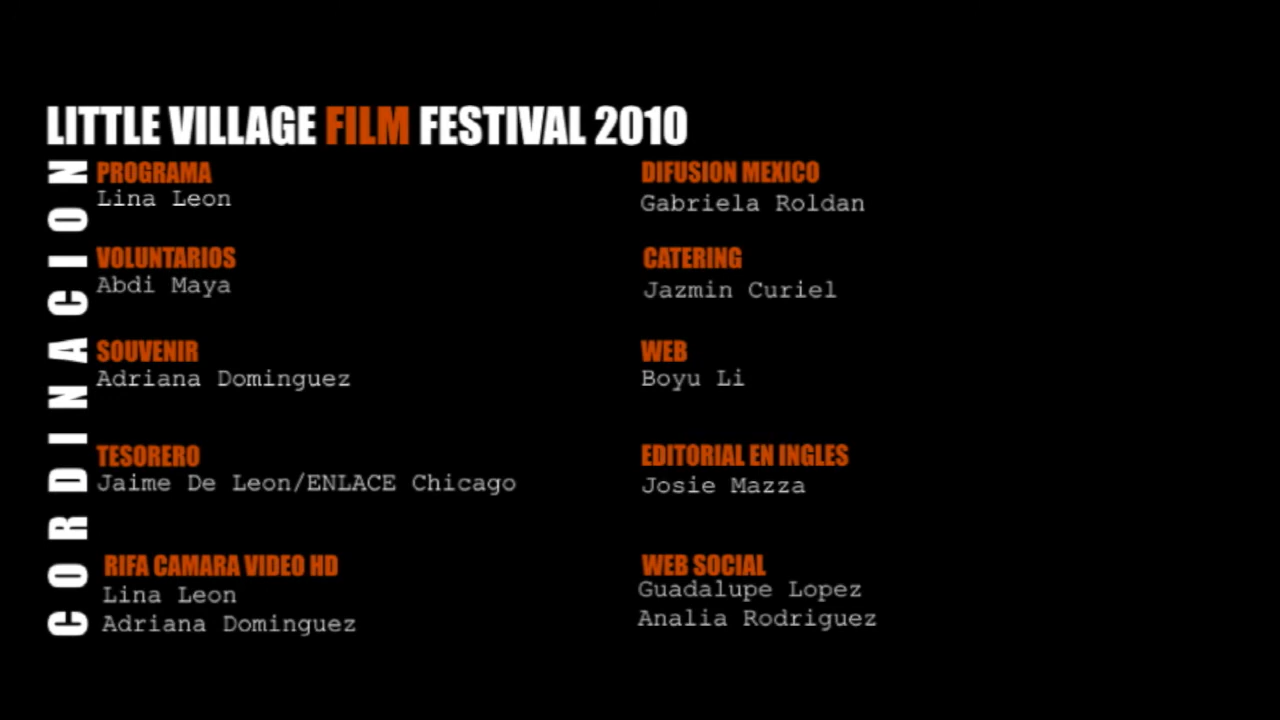 LITTLE VILLAGE FILM FESTIVAL 2010
CORDINACION
PROGRAMA
Lina Leon
VOLUNTARIOS
Abdi Maya
SOUVENIR
Adriana Dominguez
TESORERO
Jaime De Leon/ENLACE Chicago
RIFA CAMARA VIDEO HD
Lina Leon
Adriana Dominguez
DIFUSION MEXICO
Gabriela Roldan
CATERING
Jazmin Curiel
WEB
Boyu Li
EDITORIAL EN INGLES
Josie Mazza
WEB SOCIAL
Guadalupe Lopez
Analia Rodriguez